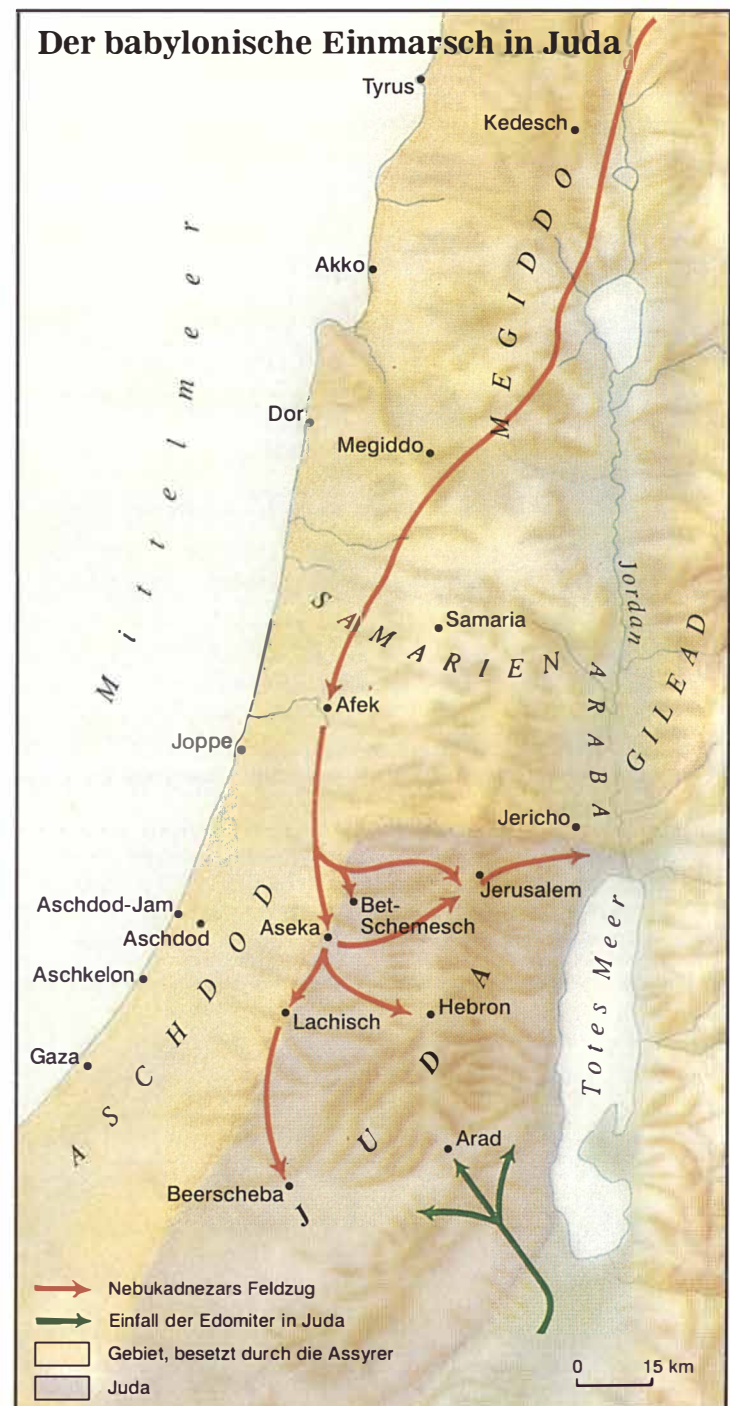 Der babylonische Einmarsch in Juda
Tyrus
Kedesch
MEGIDDO
Akko
Mittelmeer
Dor
Megiddo
Jordan
SAMARIEN
Samaria
ARABA
GILEAD
Afek
Joppe
Jericho
Jerusalem
Aschdod-Jam
Aschdod
Bet-
Schemesch
Aseka
ASCHDOD
Aschkelon
Totes Meer
Lachisch
Hebron
JUDA
Gaza
Arad
Beerscheba
Nebukadnezars Feldzug
Einfall der Edomiter in Juda
Gebiet, besetzt durch die Assyrer
Juda
0 15 km